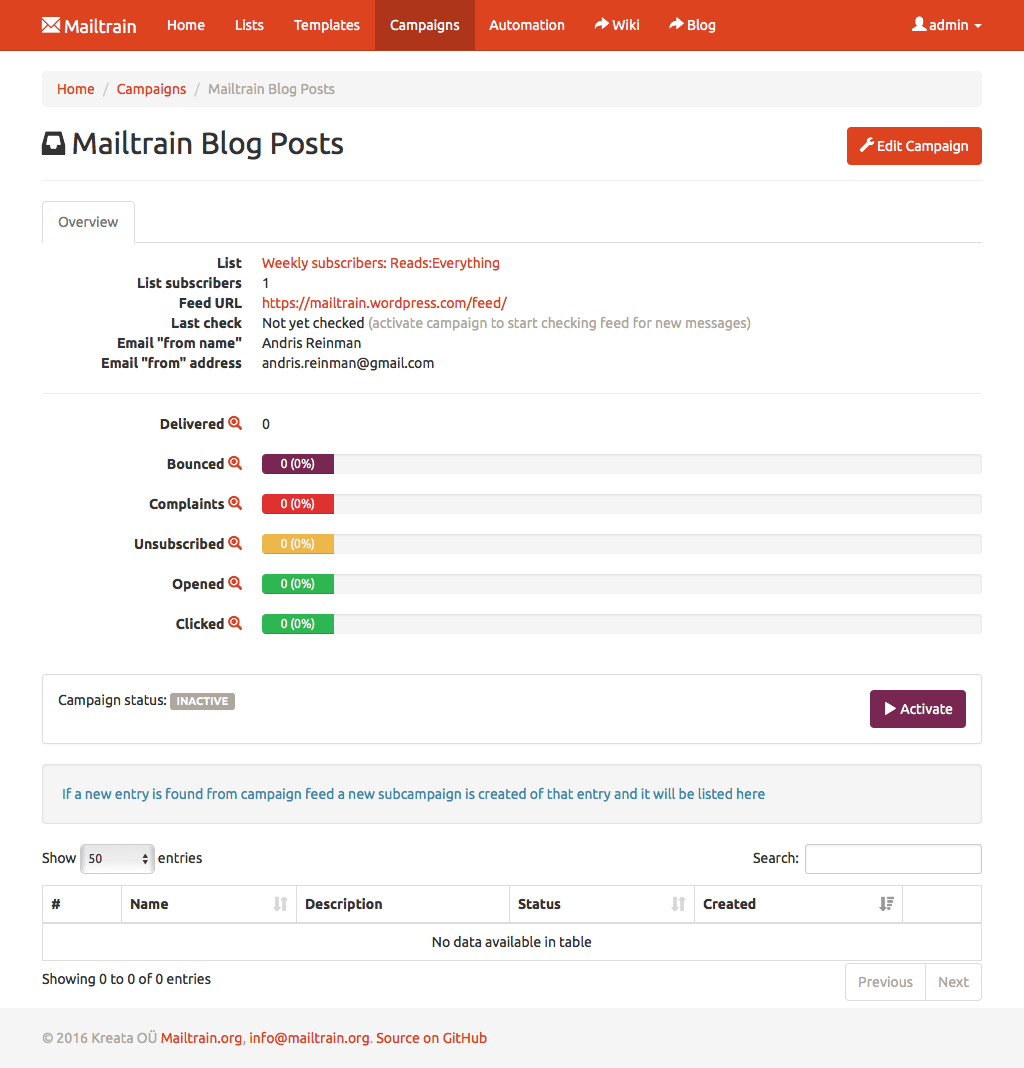 Mailtrain Home Lists Templates Campaigns Automation Wiki Blog admin
Home / Campaigns / Mailtrain Blog Posts
Mailtrain Blog Posts Edit Campaign
Overview
List Weekly subscribers: Reads:Everything
List subscribers 1
Feed URL https://mailtrain.wordpress.com/feed/
Last check Not yet checked (activate campaign to start checking feed for new messages)
Email "from name" Andris Reinman
Email "from" address andris.reinman@gmail.com
Delivered 0
Bounced 0 (0%)
Complaints 0 (0%)
Unsubscribed 0 (0%)
Opened 0 (0%)
Clicked 0 (0%)
Campaign status: INACTIVE Activate
If a new entry is found from campaign feed a new subcampaign is created of that entry and it will be listed here
Show 50 entries Search:
# Name Description Status Created
No data available in table
Showing 0 to 0 of 0 entries Previous Next
© 2016 Kreata OÜ Mailtrain.org, info@mailtrain.org. Source on GitHub